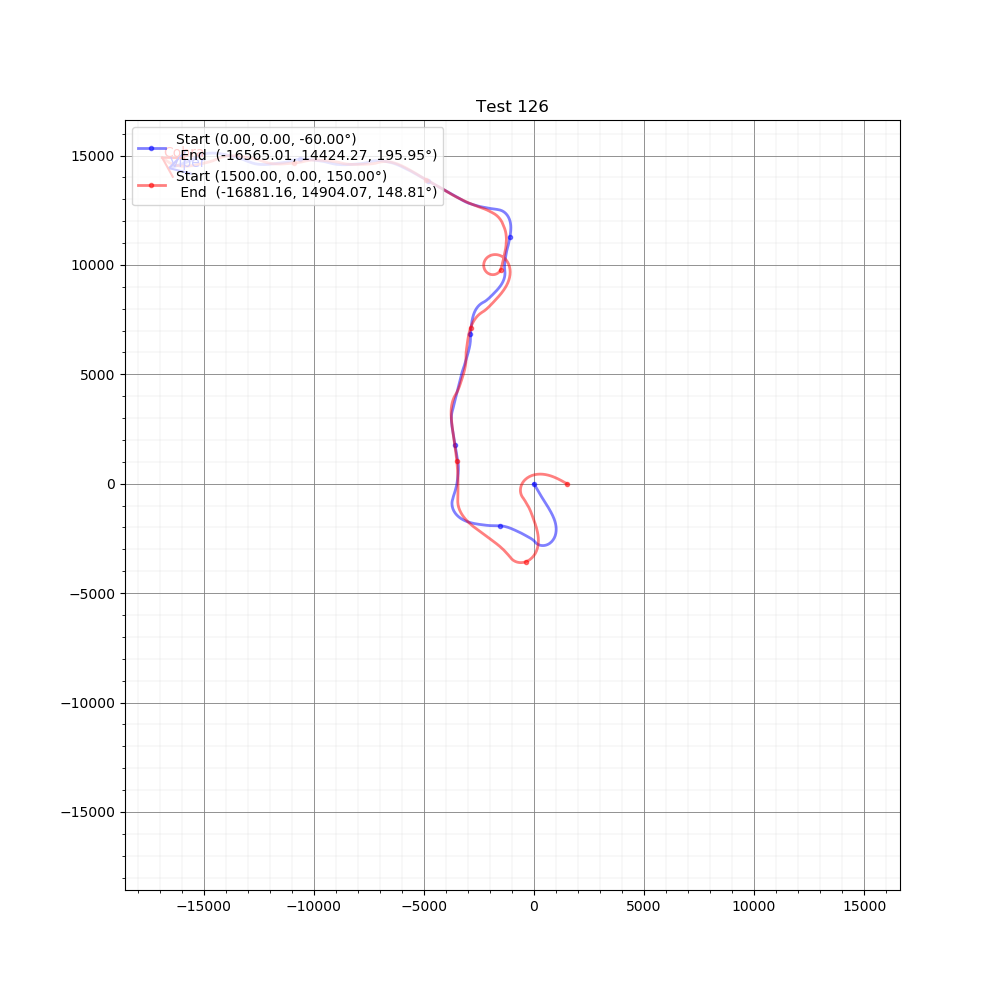 Test 126
Start (0.00, 0.00, -60.00°)
End (-16565.01, 14424.27, 195.95°)
Start (1500.00, 0.00, 150.00°)
End (-16881.16, 14904.07, 148.81°)
15000
10000
5000
0
−5000
−10000
−15000
−15000 −10000 −5000 0 5000 10000 15000